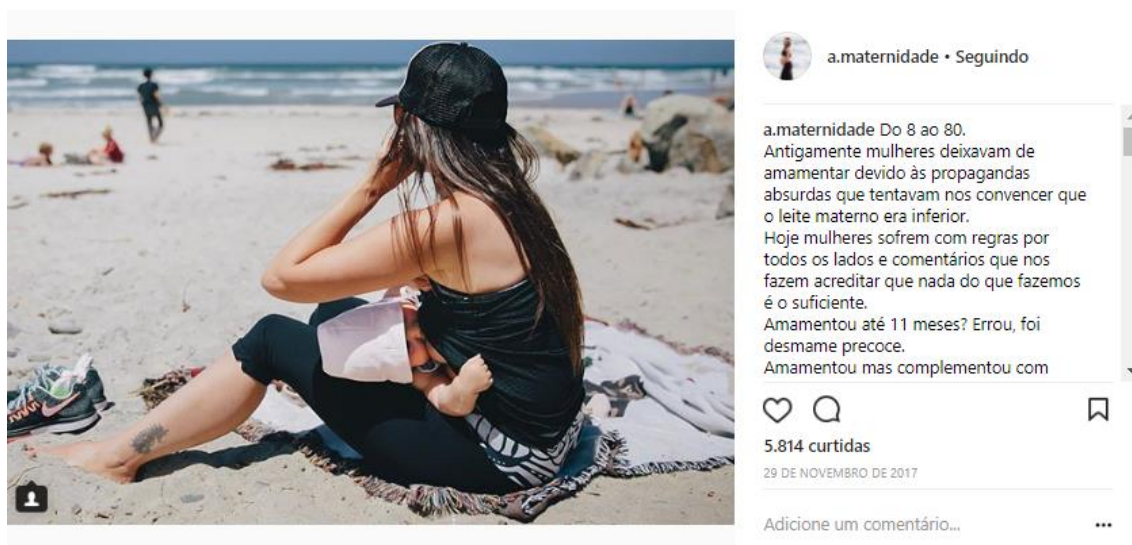 a.maternidade • Seguindo
a.maternidade Do 8 ao 80.
Antigamente mulheres deixavam de
amamentar devido às propagandas
absurdas que tentavam nos convencer que
o leite materno era inferior.
Hoje mulheres sofrem com regras por
todos os lados e comentários que nos
fazem acreditar que nada do que fazemos
é o suficiente.
Amamentou até 11 meses? Errou, foi
desmame precoce.
Amamentou mas complementou com
5.814 curtidas
29 DE NOVEMBRO DE 2017
Adicione um comentário...